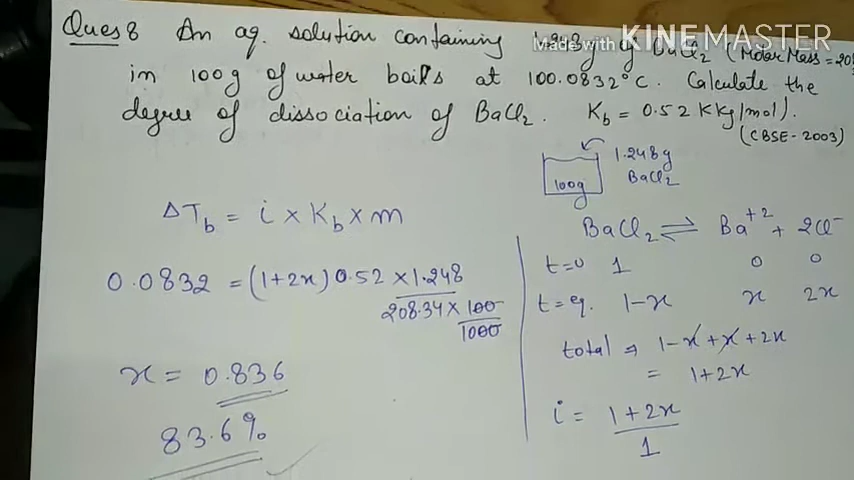 Ques 8 An aq. solution containing g of BaCl₂ (Molar Mass =
Made with KINEMASTER
in 100g of water boils at 100.0832°C. Calculate the
degree of dissociation of BaCl₂. Kb = 0.52 K Kg/mol).
(CBSE-2003)
1.248g
100g BaCl₂
ΔTb = i × Kb × m
0.0832 = (1+2x) 0.52 × 1.248
208.34 × 100
1000
x = 0.836
83.6%
BaCl₂ ⇌ Ba⁺² + 2Cl⁻
t=0 1 0 0
t=eq. 1-x x 2x
total ⇒ 1-x+x+2x
= 1+2x
i = 1+2x
1